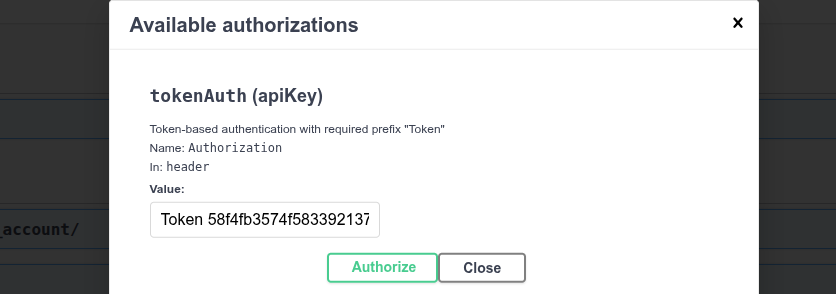 Available authorizations
×
tokenAuth (apiKey)
Token-based authentication with required prefix "Token"
Name: Authorization
In: header
Value:
Token 58f4fb3574f583392137
_account/
Authorize
Close